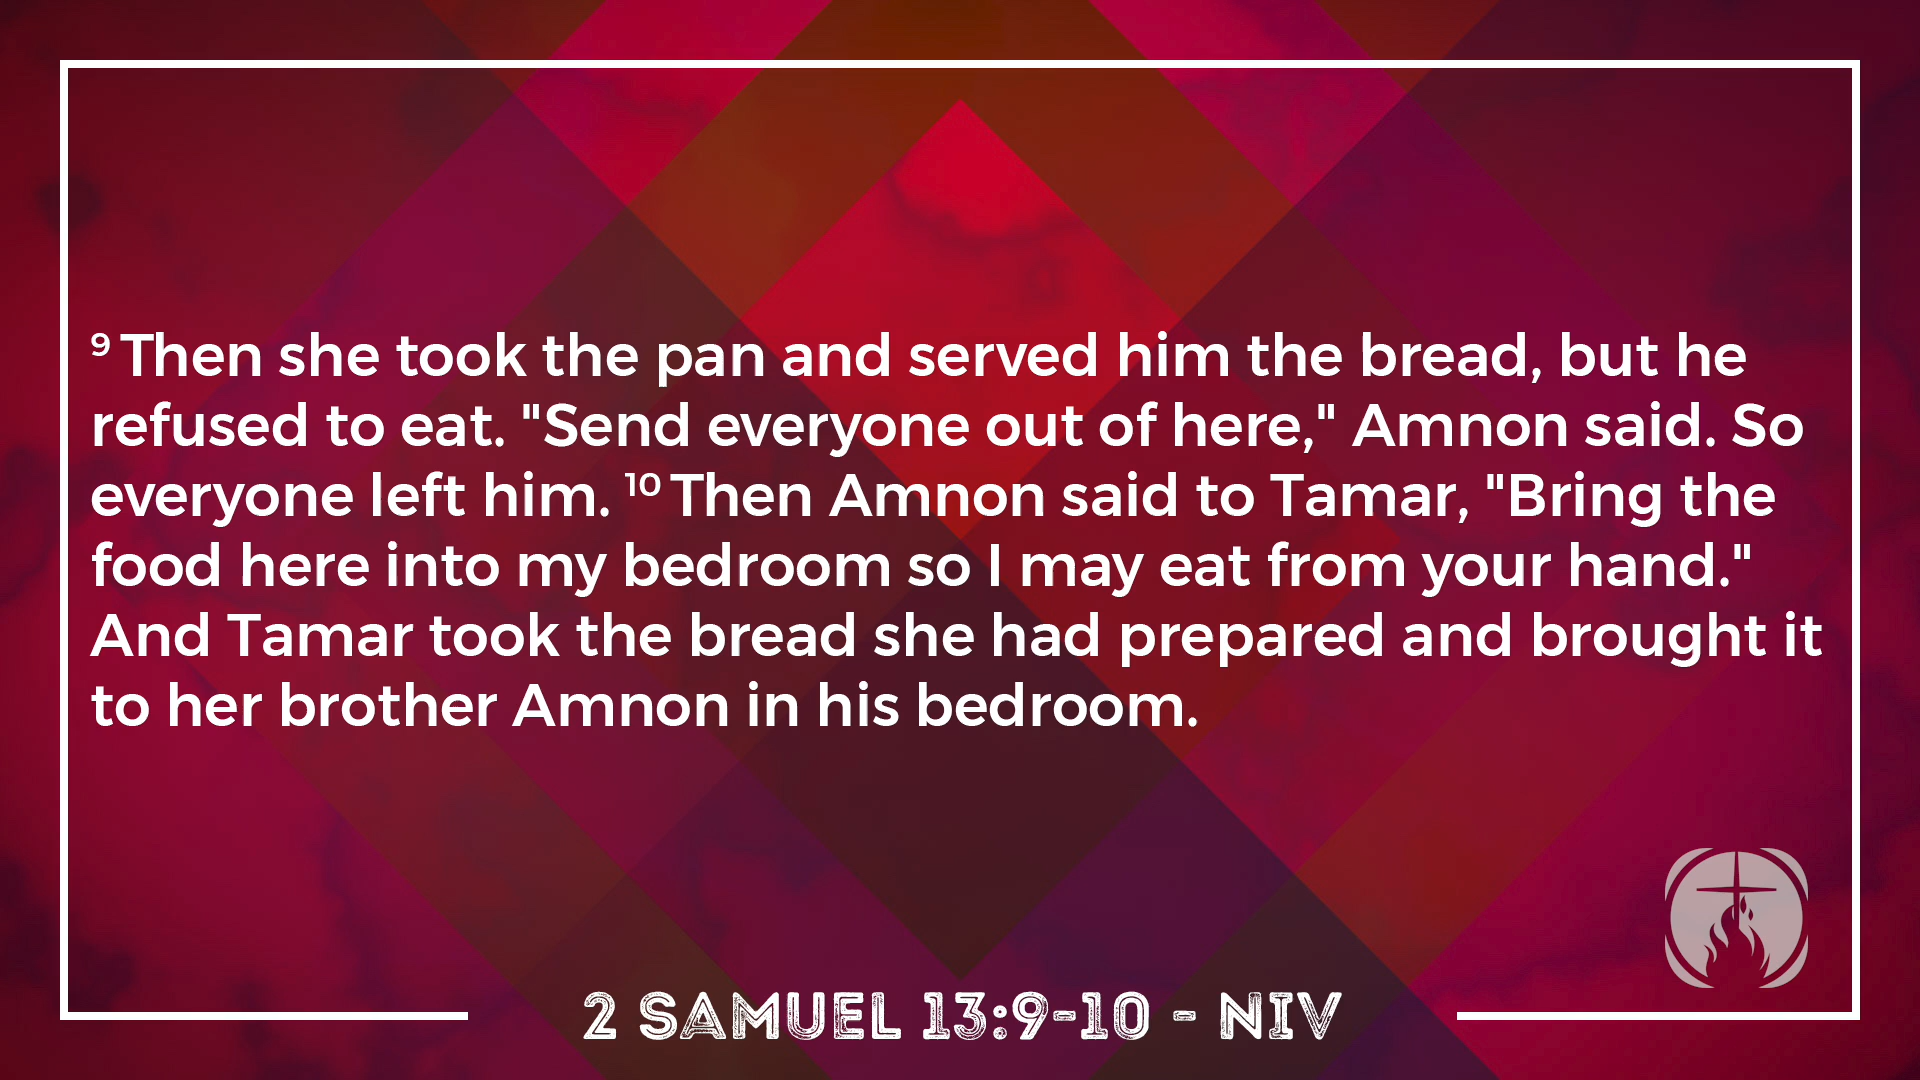 ⁹ Then she took the pan and served him the bread, but he
refused to eat. "Send everyone out of here," Amnon said. So
everyone left him. ¹⁰ Then Amnon said to Tamar, "Bring the
food here into my bedroom so I may eat from your hand."
And Tamar took the bread she had prepared and brought it
to her brother Amnon in his bedroom.
2 SAMUEL 13:9-10 - NIV